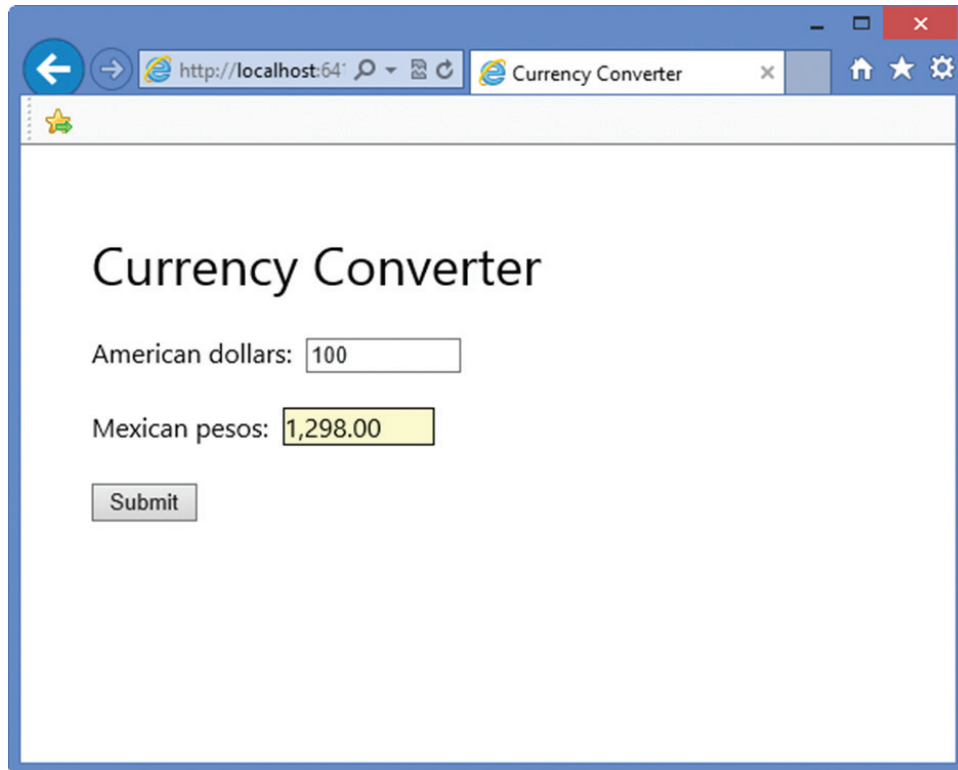 http://localhost:64
Currency Converter
Currency Converter
American dollars: 100
Mexican pesos: 1,298.00
Submit